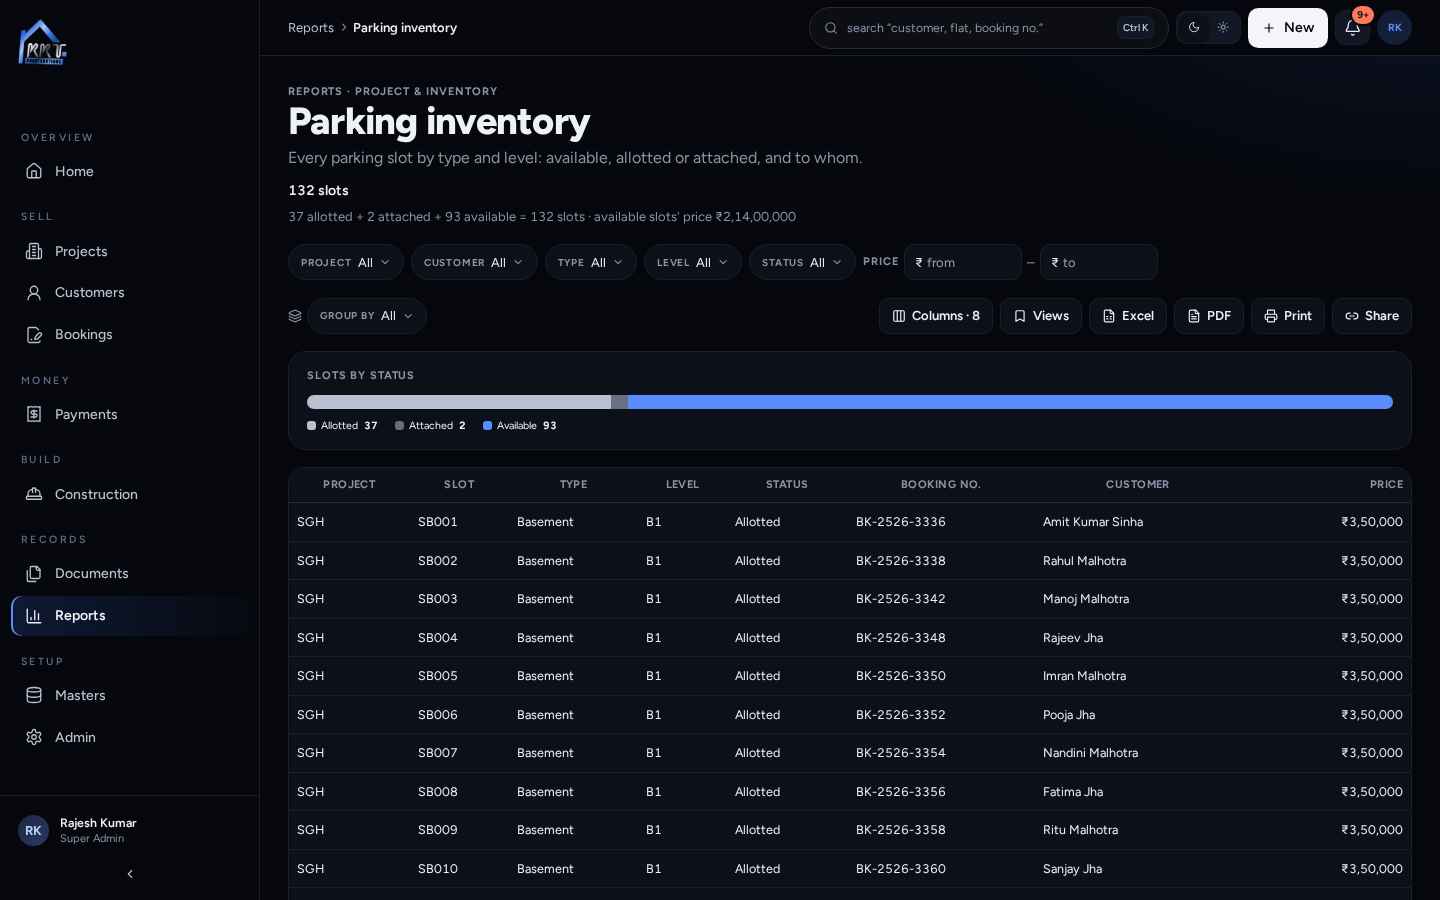 Reports > Parking inventory
search “customer, flat, booking no.”
Ctrl K
New
9+
RK
OVERVIEW
Home
SELL
Projects
Customers
Bookings
MONEY
Payments
BUILD
Construction
RECORDS
Documents
Reports
SETUP
Masters
Admin
RK
Rajesh Kumar
Super Admin
REPORTS · PROJECT & INVENTORY
Parking inventory
Every parking slot by type and level: available, allotted or attached, and to whom.
132 slots
37 allotted + 2 attached + 93 available = 132 slots · available slots' price ₹2,14,00,000
PROJECT All CUSTOMER All TYPE All LEVEL All STATUS All PRICE ₹ from – ₹ to
GROUP BY All
Columns · 8 Views Excel PDF Print Share
SLOTS BY STATUS
Allotted 37 Attached 2 Available 93
PROJECT SLOT TYPE LEVEL STATUS BOOKING NO. CUSTOMER PRICE
SGH SB001 Basement B1 Allotted BK-2526-3336 Amit Kumar Sinha ₹3,50,000
SGH SB002 Basement B1 Allotted BK-2526-3338 Rahul Malhotra ₹3,50,000
SGH SB003 Basement B1 Allotted BK-2526-3342 Manoj Malhotra ₹3,50,000
SGH SB004 Basement B1 Allotted BK-2526-3348 Rajeev Jha ₹3,50,000
SGH SB005 Basement B1 Allotted BK-2526-3350 Imran Malhotra ₹3,50,000
SGH SB006 Basement B1 Allotted BK-2526-3352 Pooja Jha ₹3,50,000
SGH SB007 Basement B1 Allotted BK-2526-3354 Nandini Malhotra ₹3,50,000
SGH SB008 Basement B1 Allotted BK-2526-3356 Fatima Jha ₹3,50,000
SGH SB009 Basement B1 Allotted BK-2526-3358 Ritu Malhotra ₹3,50,000
SGH SB010 Basement B1 Allotted BK-2526-3360 Sanjay Jha ₹3,50,000